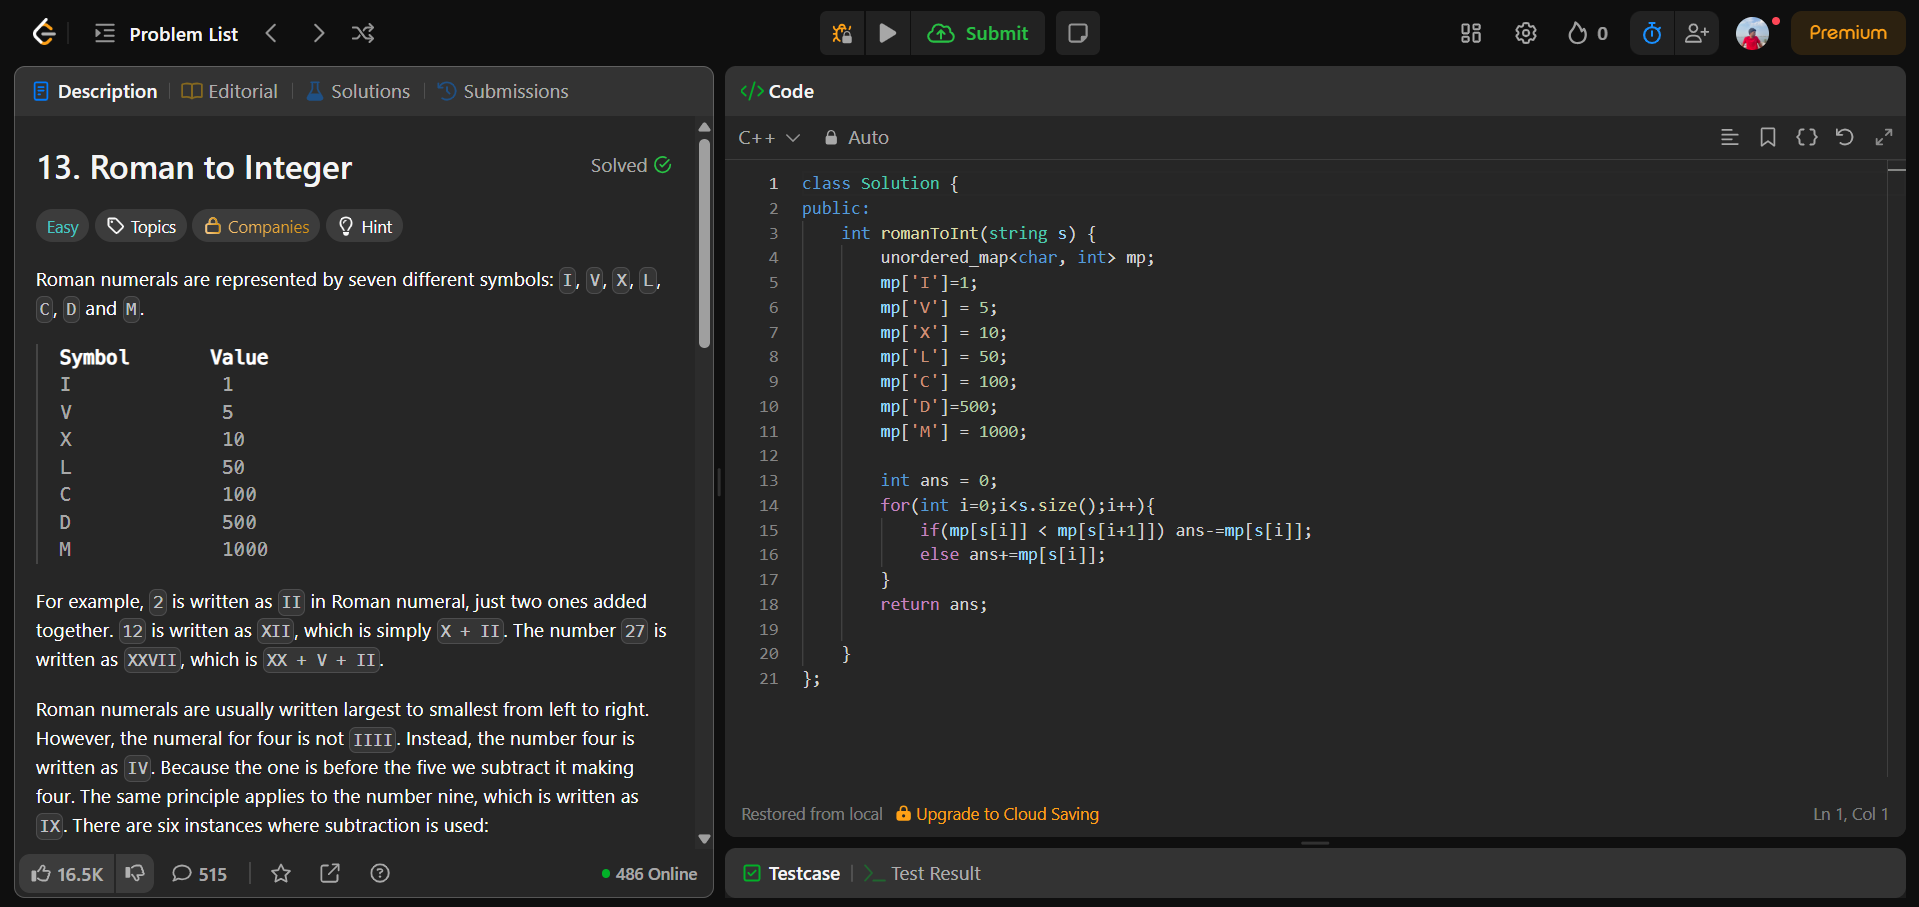 Problem List
Submit
0
Premium
Description
Editorial
Solutions
Submissions
13. Roman to Integer
Solved
Easy
Topics
Companies
Hint
Roman numerals are represented by seven different symbols: I, V, X, L,
C, D and M.
Symbol Value
I 1
V 5
X 10
L 50
C 100
D 500
M 1000
For example, 2 is written as II in Roman numeral, just two ones added
together. 12 is written as XII, which is simply X + II. The number 27 is
written as XXVII, which is XX + V + II.
Roman numerals are usually written largest to smallest from left to right.
However, the numeral for four is not IIII. Instead, the number four is
written as IV. Because the one is before the five we subtract it making
four. The same principle applies to the number nine, which is written as
IX. There are six instances where subtraction is used:
16.5K
515
486 Online
</> Code
C++
Auto
1 class Solution {
2 public:
3 int romanToInt(string s) {
4 unordered_map<char, int> mp;
5 mp['I']=1;
6 mp['V'] = 5;
7 mp['X'] = 10;
8 mp['L'] = 50;
9 mp['C'] = 100;
10 mp['D']=500;
11 mp['M'] = 1000;
12
13 int ans = 0;
14 for(int i=0;i<s.size();i++){
15 if(mp[s[i]] < mp[s[i+1]]) ans-=mp[s[i]];
16 else ans+=mp[s[i]];
17 }
18 return ans;
19
20 }
21 };
Restored from local
Upgrade to Cloud Saving
Ln 1, Col 1
Testcase
Test Result